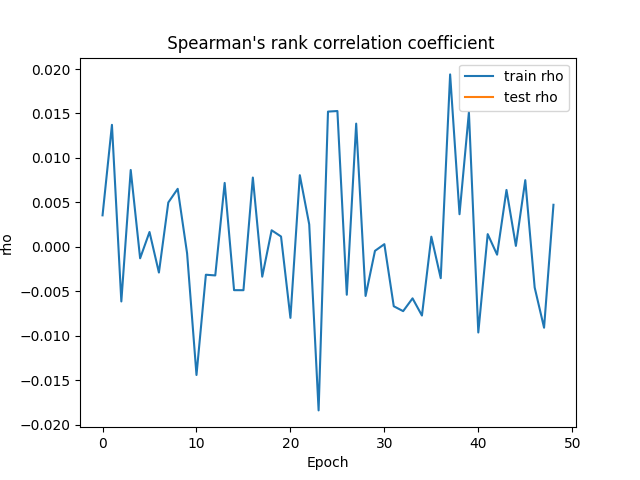 Spearman's rank correlation coefficient
train rho
test rho
0.020
0.015
0.010
0.005
0.000
−0.005
−0.010
−0.015
−0.020
rho
0 10 20 30 40 50
Epoch